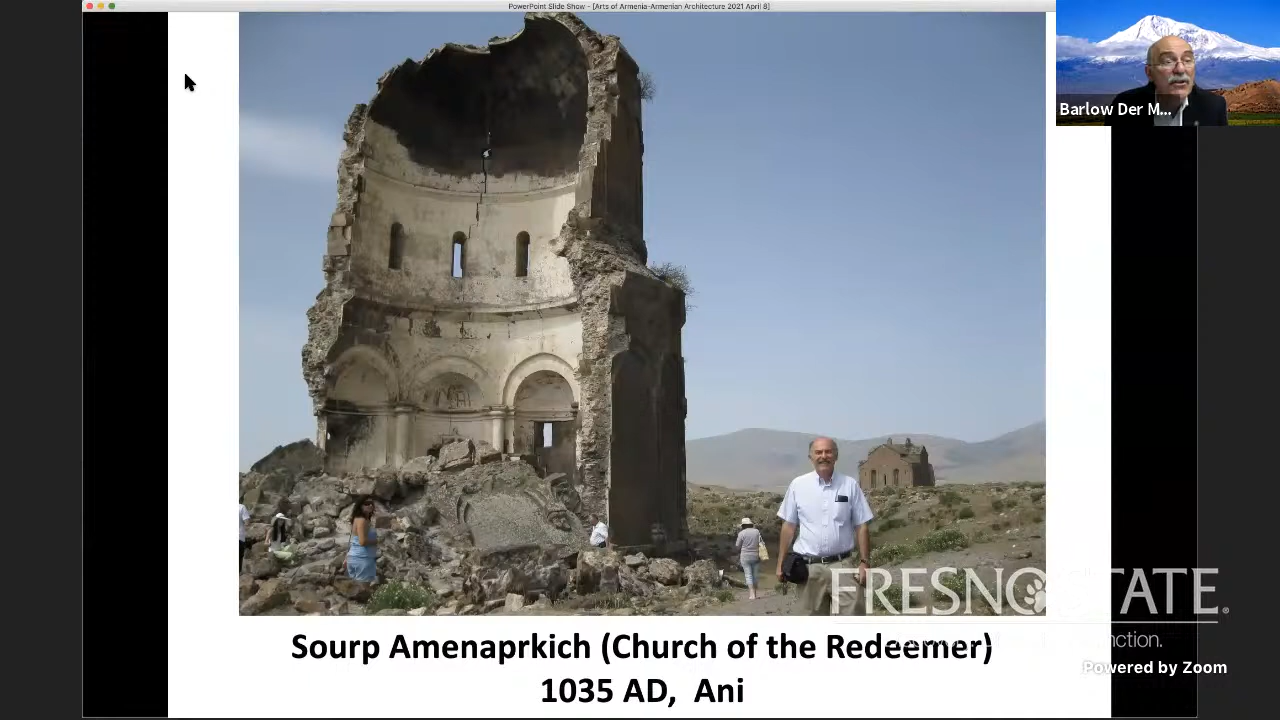 PowerPoint Slide Show - [Arts of Armenia-Armenian Architecture 2021 April 8]
Barlow Der M...
FRESNO STATE.
nction.
Powered by Zoom
Sourp Amenaprkich (Church of the Redeemer)
1035 AD, Ani